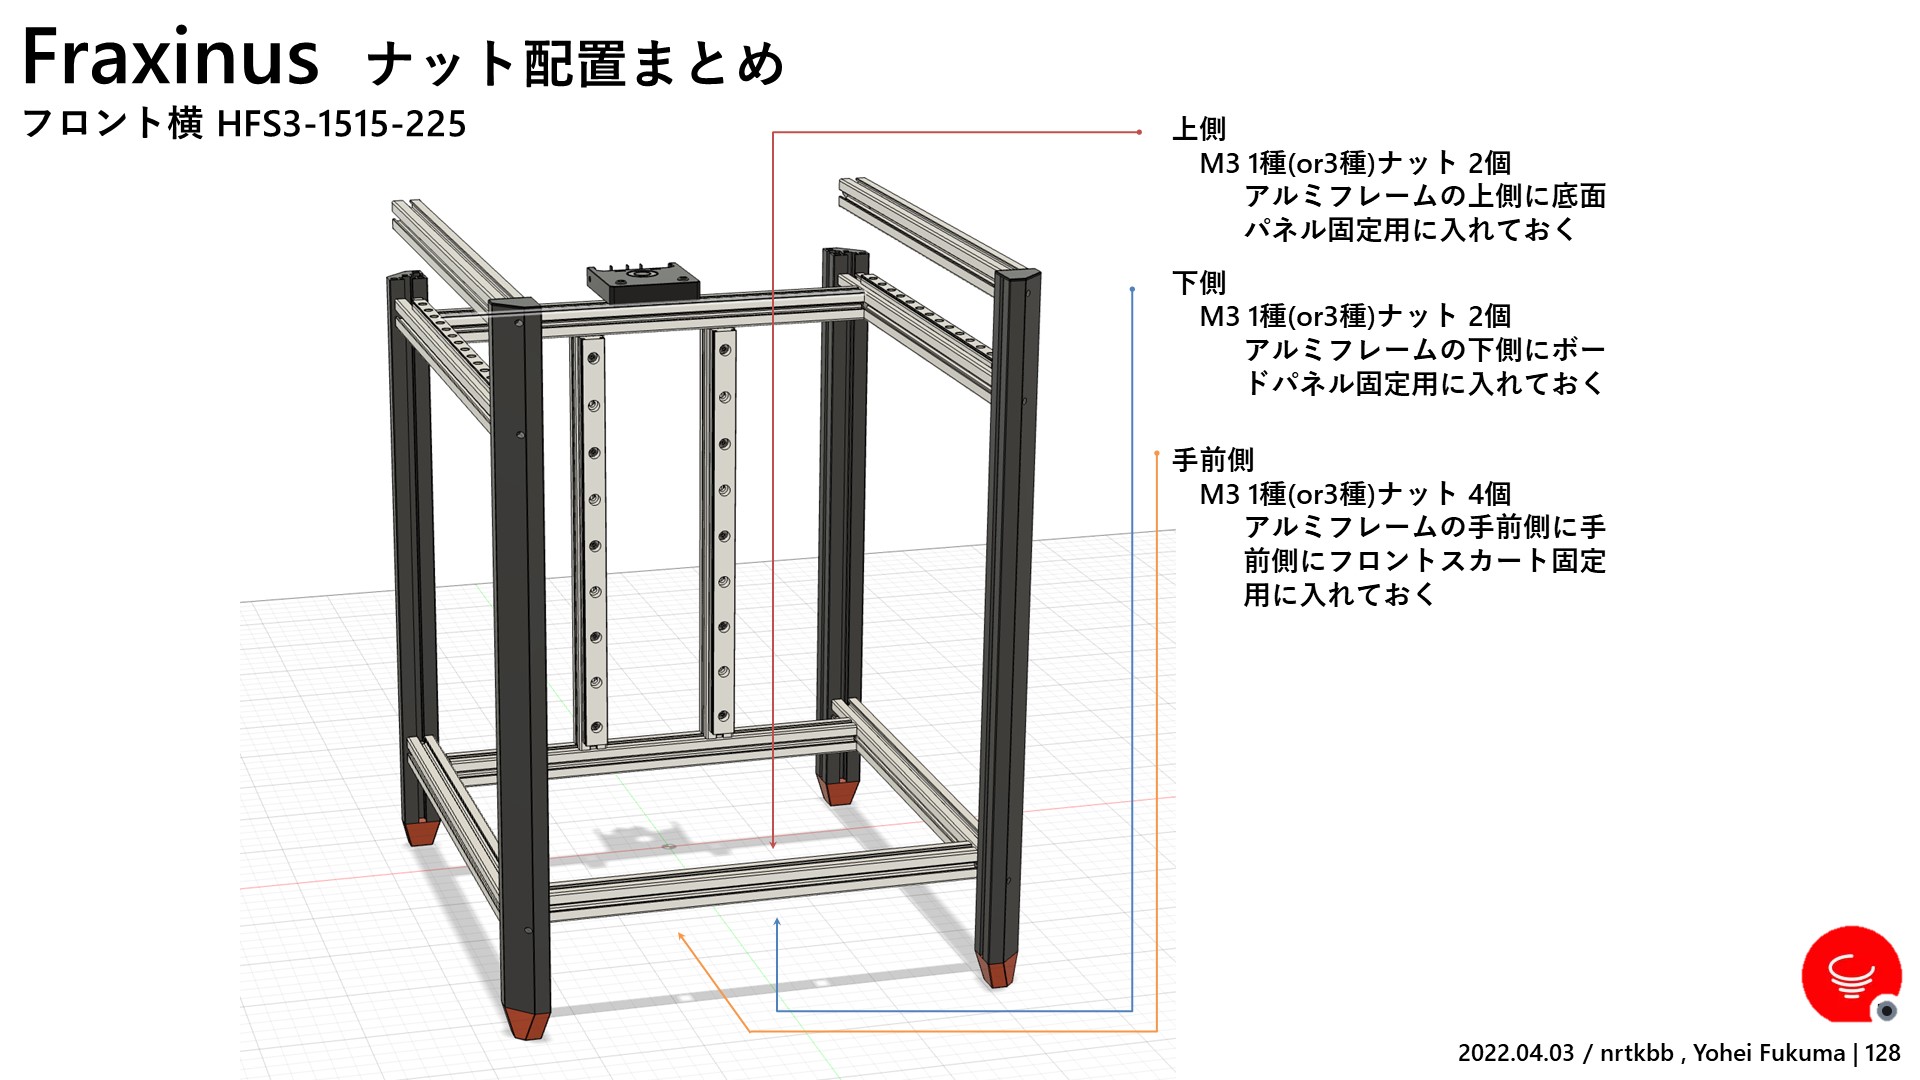 Fraxinus ナット配置まとめ
フロント横 HFS3-1515-225
上側
M3 1種(or3種)ナット 2個
アルミフレームの上側に底面
パネル固定用に入れておく
下側
M3 1種(or3種)ナット 2個
アルミフレームの下側にボー
ドパネル固定用に入れておく
手前側
M3 1種(or3種)ナット 4個
アルミフレームの手前側に手
前側にフロントスカート固定
用に入れておく
2022.04.03 / nrtkbb , Yohei Fukuma | 128